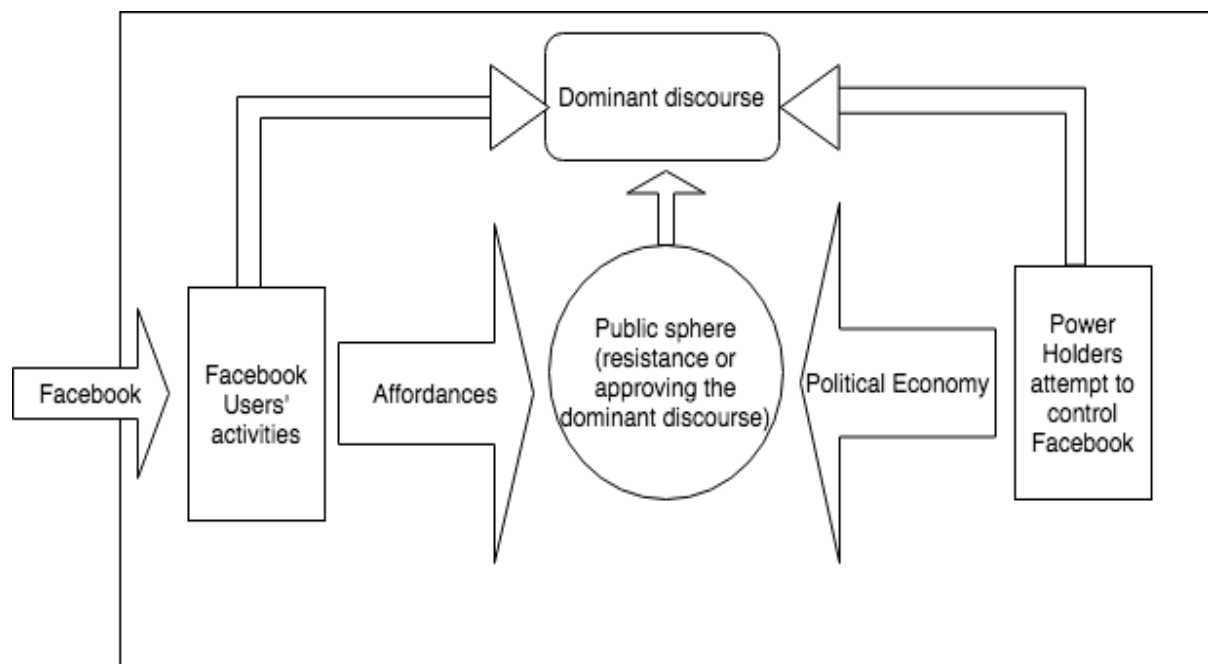 Dominant discourse
Facebook
Facebook
Users'
activities
Affordances
Public sphere
(resistance or
approving the
dominant discourse)
Political Economy
Power
Holders
attempt to
control
Facebook